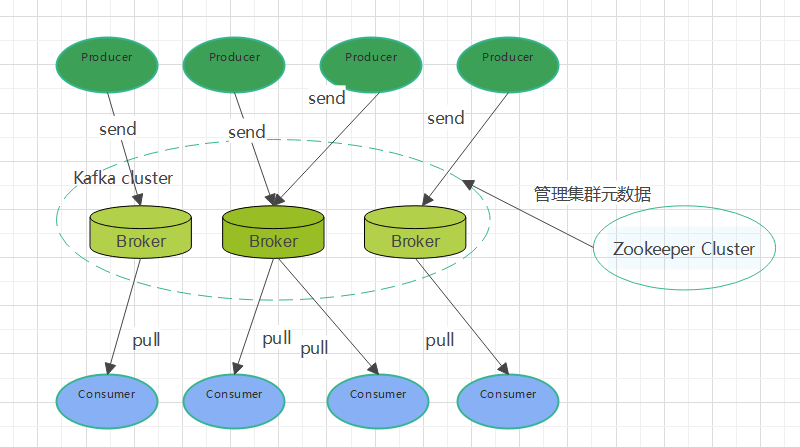 Producer
Producer
Producer
Producer
send
send
send
send
Kafka cluster
管理集群元数据
Broker
Broker
Broker
Zookeeper Cluster
pull
pull
pull
pull
Consumer
Consumer
Consumer
Consumer